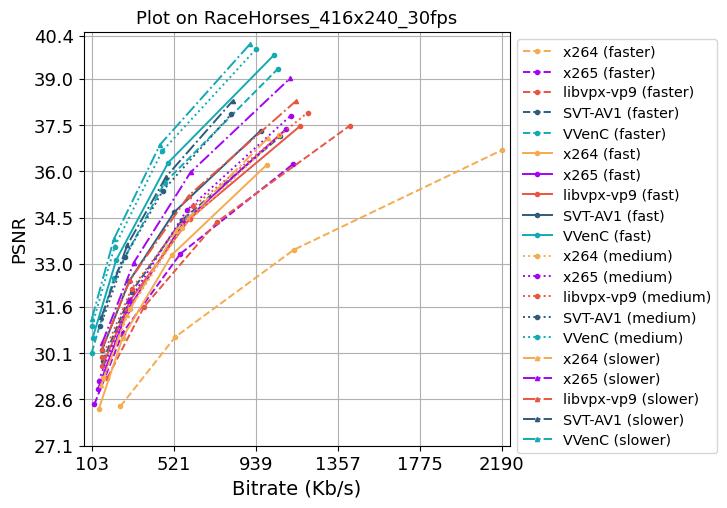 Plot on RaceHorses_416x240_30fps
PSNR
40.4
39.0
37.5
36.0
34.5
33.0
31.6
30.1
28.6
27.1
103 521 939 1357 1775 2190
Bitrate (Kb/s)
x264 (faster)
x265 (faster)
libvpx-vp9 (faster)
SVT-AV1 (faster)
VVenC (faster)
x264 (fast)
x265 (fast)
libvpx-vp9 (fast)
SVT-AV1 (fast)
VVenC (fast)
x264 (medium)
x265 (medium)
libvpx-vp9 (medium)
SVT-AV1 (medium)
VVenC (medium)
x264 (slower)
x265 (slower)
libvpx-vp9 (slower)
SVT-AV1 (slower)
VVenC (slower)